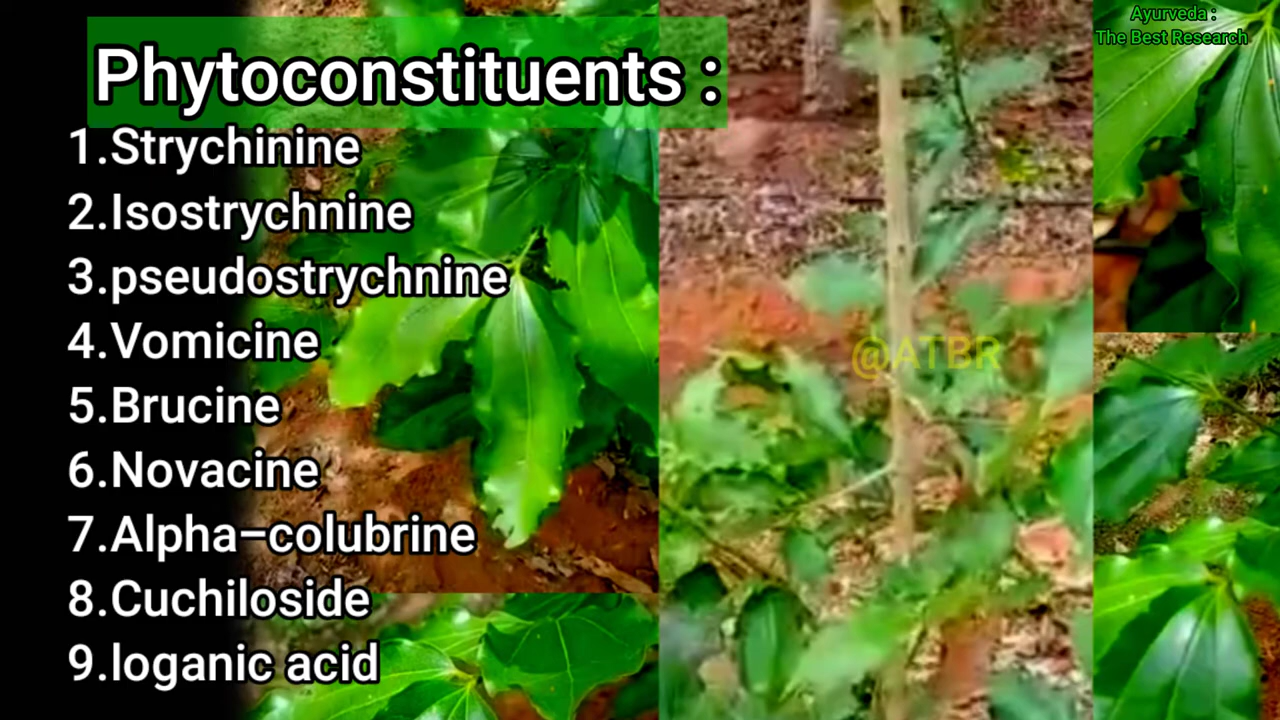 Phytoconstituents :
1.Strychinine
2.Isostrychnine
3.pseudostrychnine
4.Vomicine
5.Brucine
6.Novacine
7.Alpha–colubrine
8.Cuchiloside
9.loganic acid
Ayurveda :
The Best Research
@ATBR